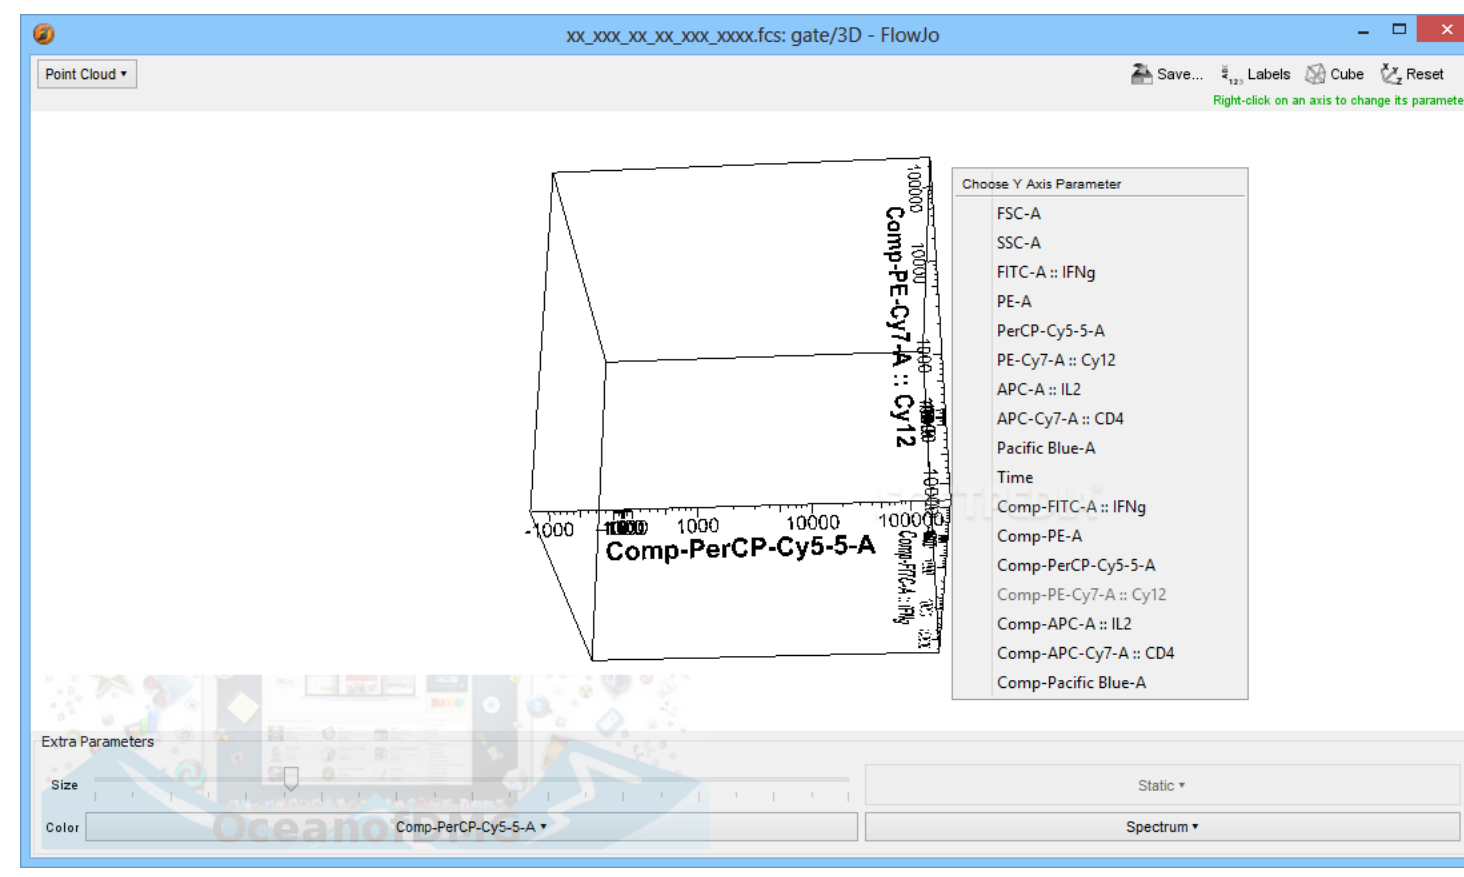 xx_xxx_xx_xx_xxx_xxxx.fcs: gate/3D - FlowJo
Point Cloud
Save...
Labels
Cube
Reset
Right-click on an axis to change its paramete
100000
10000
1000
Comp-PE-Cy7-A :: Cy12
-1000
1000
10000
100000
Comp-PerCP-Cy5-5-A
Comp-FITC-A :: IFNg
Choose Y Axis Parameter
FSC-A
SSC-A
FITC-A :: IFNg
PE-A
PerCP-Cy5-5-A
PE-Cy7-A :: Cy12
APC-A :: IL2
APC-Cy7-A :: CD4
Pacific Blue-A
Time
Comp-FITC-A :: IFNg
Comp-PE-A
Comp-PerCP-Cy5-5-A
Comp-PE-Cy7-A :: Cy12
Comp-APC-A :: IL2
Comp-APC-Cy7-A :: CD4
Comp-Pacific Blue-A
Extra Parameters
Size
Static
Color
Comp-PerCP-Cy5-5-A
Spectrum
OceanofDMG